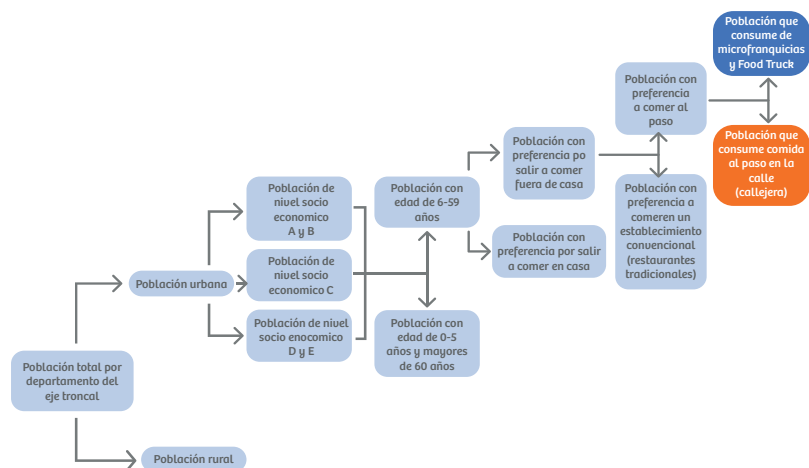 Población que
consume de
microfranquicias
y Food Truck
Población con
preferencia
a comer al
paso
Población que
consume comida
al paso en la
calle
(callejera)
Población con
preferencia po
salir a comer
fuera de casa
Población con
preferencia
a comeren un
establecimiento
convencional
(restaurantes
tradicionales)
Población con
preferencia por salir
a comer en casa
Población de
nivel socio
economico
A y B
Población con
edad de 6-59
años
Población urbana
Población de
nivel socio
economico C
Población de nivel
socio enocomico
D y E
Población con
edad de 0-5
años y mayores
de 60 años
Población total por
departamento del
eje troncal
Población rural